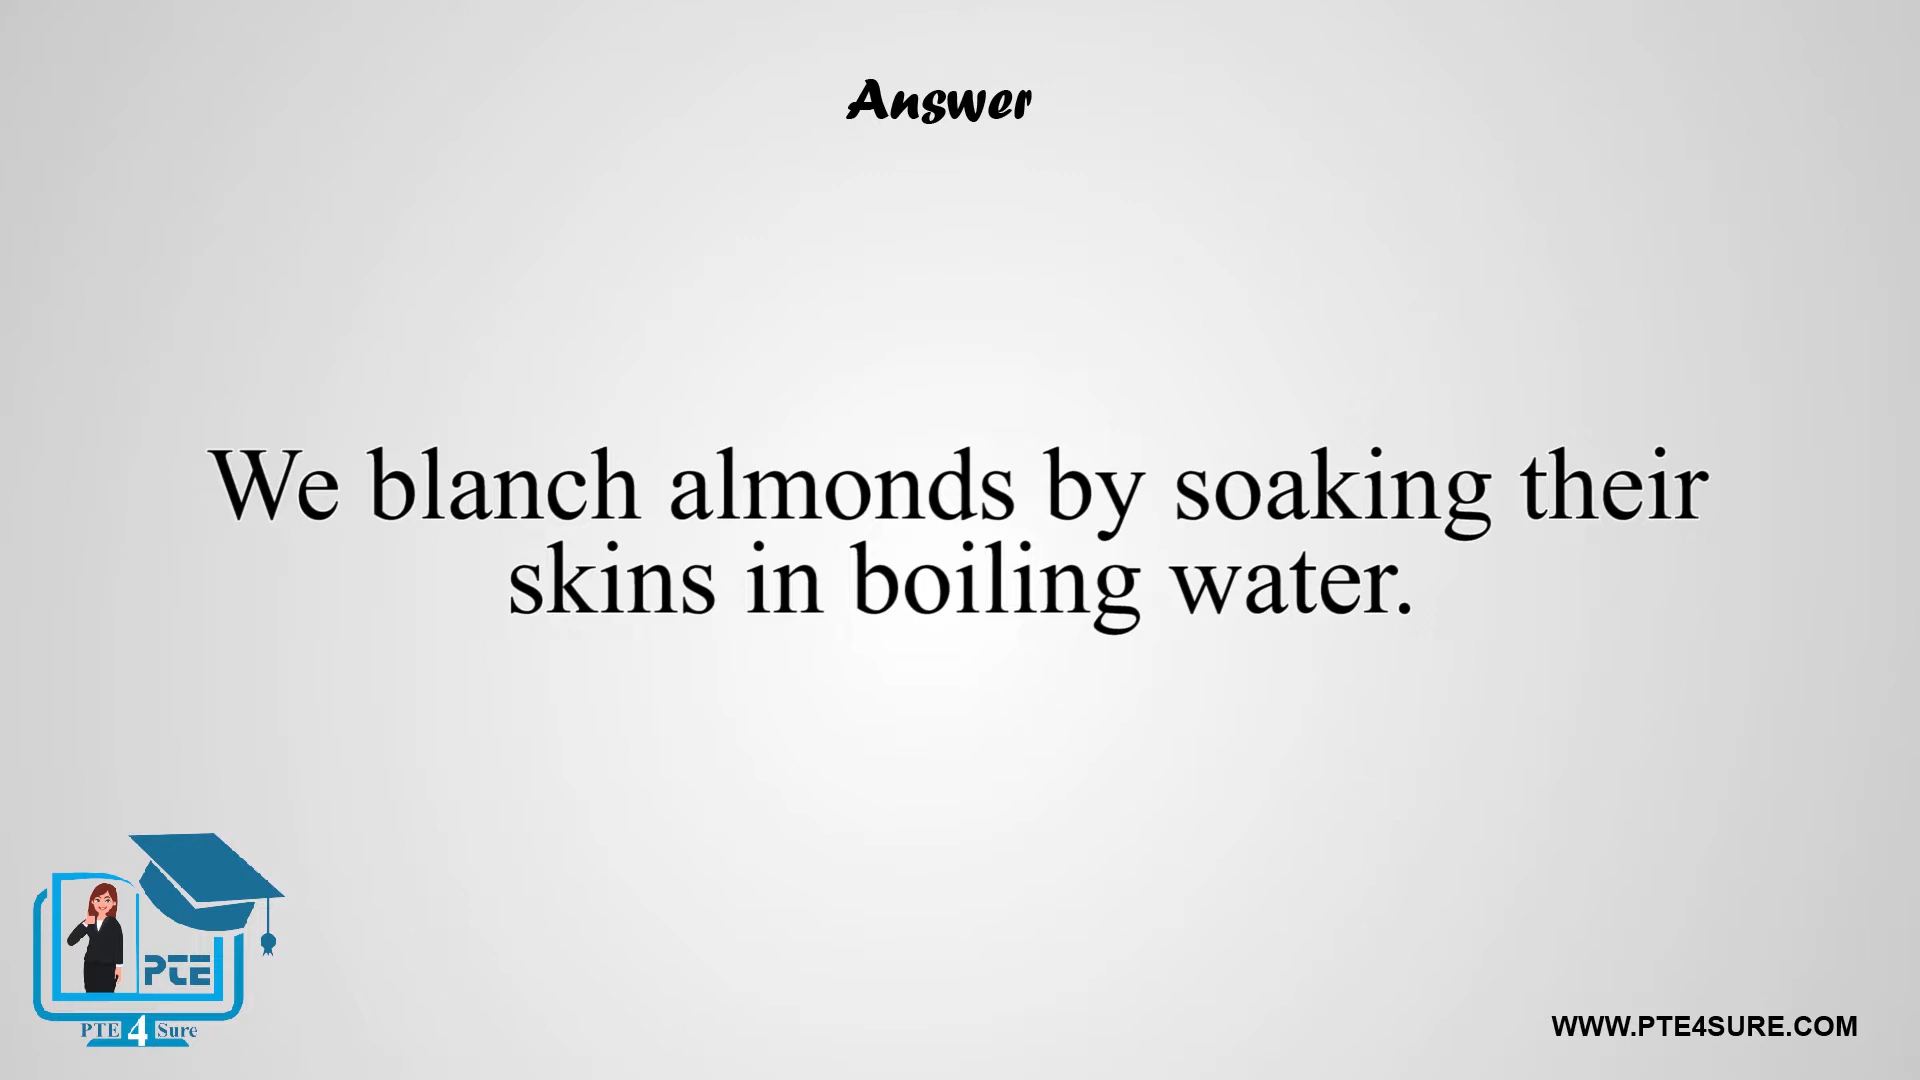 Answer
We blanch almonds by soaking their
skins in boiling water.
PTE
PTE 4 Sure
WWW.PTE4SURE.COM